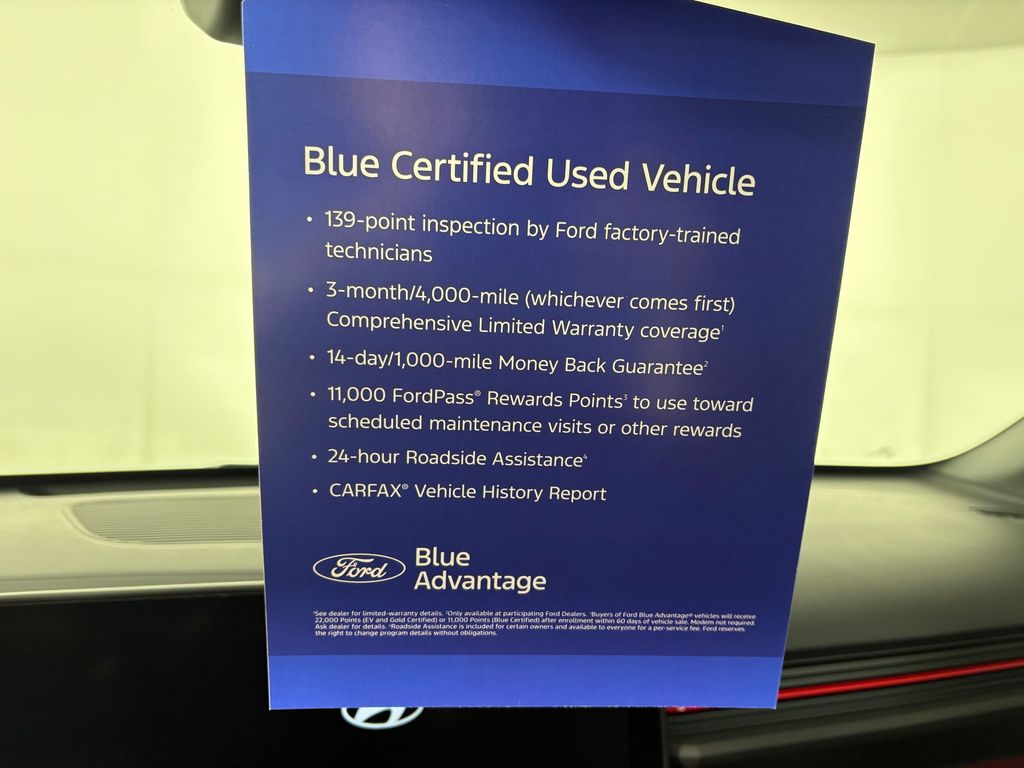 Blue Certified Used Vehicle
• 139-point inspection by Ford factory-trained
technicians
• 3-month/4,000-mile (whichever comes first)
Comprehensive Limited Warranty coverage¹
• 14-day/1,000-mile Money Back Guarantee²
• 11,000 FordPass® Rewards Points³ to use toward
scheduled maintenance visits or other rewards
• 24-hour Roadside Assistance⁴
• CARFAX® Vehicle History Report
Ford
Blue
Advantage
¹See dealer for limited-warranty details. ²Only available at participating Ford Dealers. ³Buyers of Ford Blue Advantage® vehicles will receive
22,000 Points (EV and Gold Certified) or 11,000 Points (Blue Certified) after enrollment within 60 days of vehicle sale. Modem not required.
Ask dealer for details. ⁴Roadside Assistance is included for certain owners and available to everyone for a per-service fee. Ford reserves
the right to change program details without obligations.